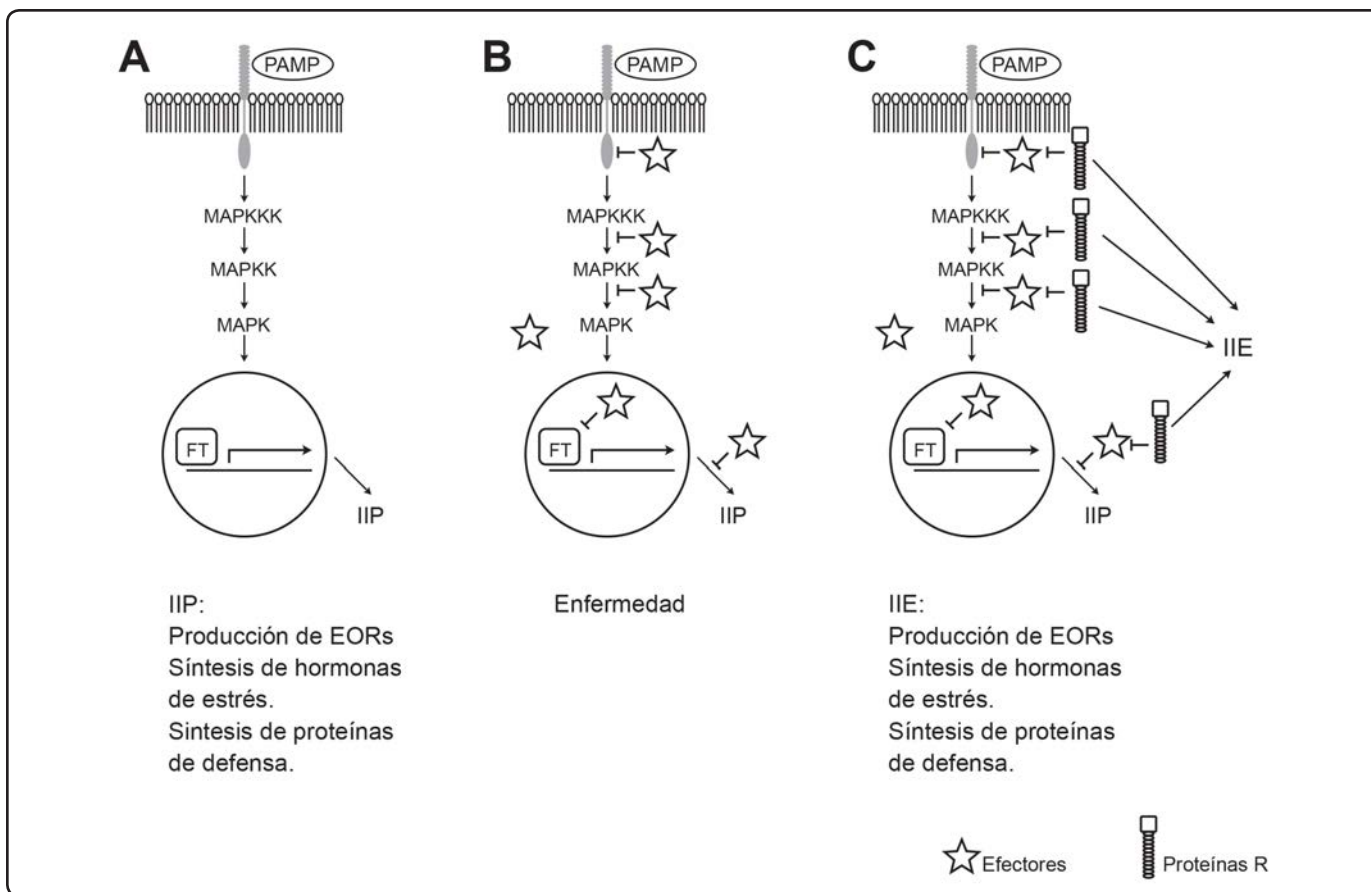 A
PAMP
MAPKKK
MAPKK
MAPK
FT
IIP
IIP:
Producción de EORs
Síntesis de hormonas
de estrés.
Sintesis de proteínas
de defensa.
B
PAMP
MAPKKK
MAPKK
MAPK
FT
IIP
Enfermedad
C
PAMP
MAPKKK
MAPKK
MAPK
IIE
FT
IIP
IIE:
Producción de EORs
Síntesis de hormonas
de estrés.
Síntesis de proteínas
de defensa.
Efectores
Proteínas R